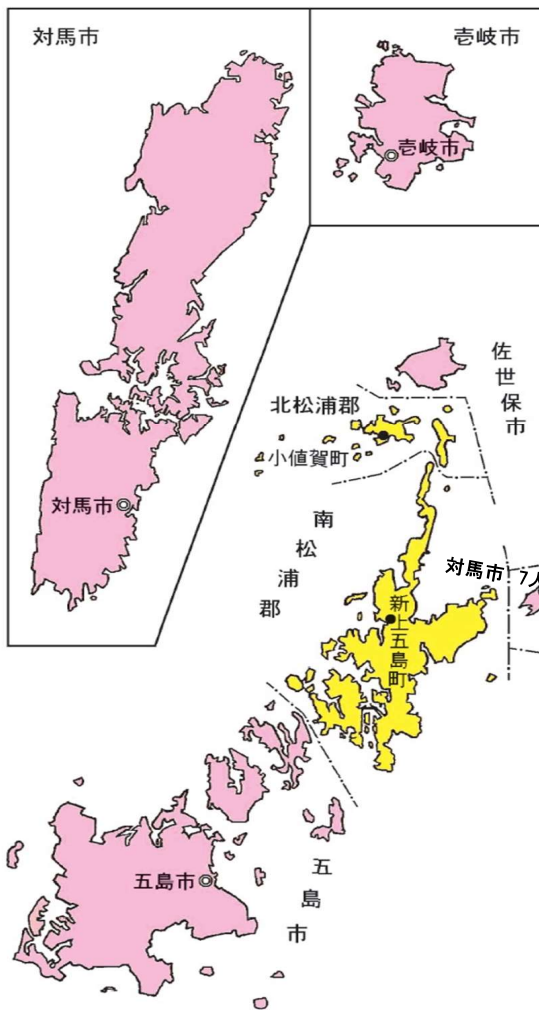 対馬市
壱岐市
壱岐市
佐世保市
北松浦郡
小値賀町
対馬市
南松浦郡
対馬市 7人
新上五島町
五島市
五島市